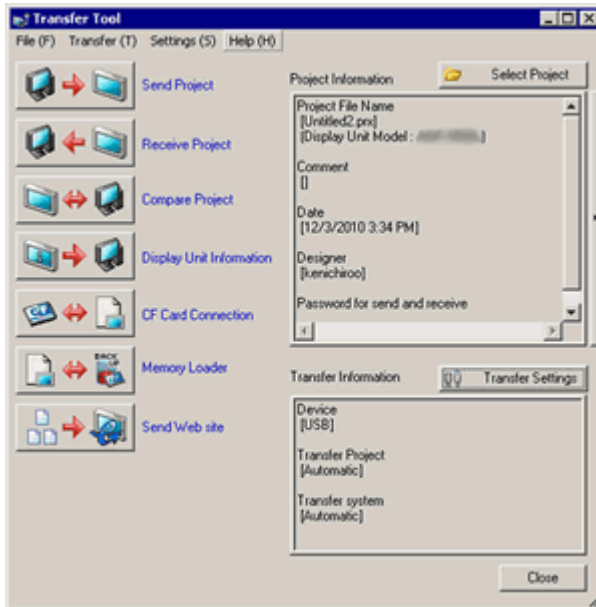 Transfer Tool
File (F) Transfer (T) Settings (S) Help (H)
Send Project
Receive Project
Compare Project
Display Unit Information
CF Card Connection
BACK UP
Memory Loader
Send Web site
Project Information
Select Project
Project File Name
[Untitled2.prx]
(Display Unit Model : )
Comment
[]
Date
[12/3/2010 3:34 PM]
Designer
[kenichiroo]
Password for send and receive
Transfer Information
Transfer Settings
Device
[USB]
Transfer Project
[Automatic]
Transfer system
[Automatic]
Close